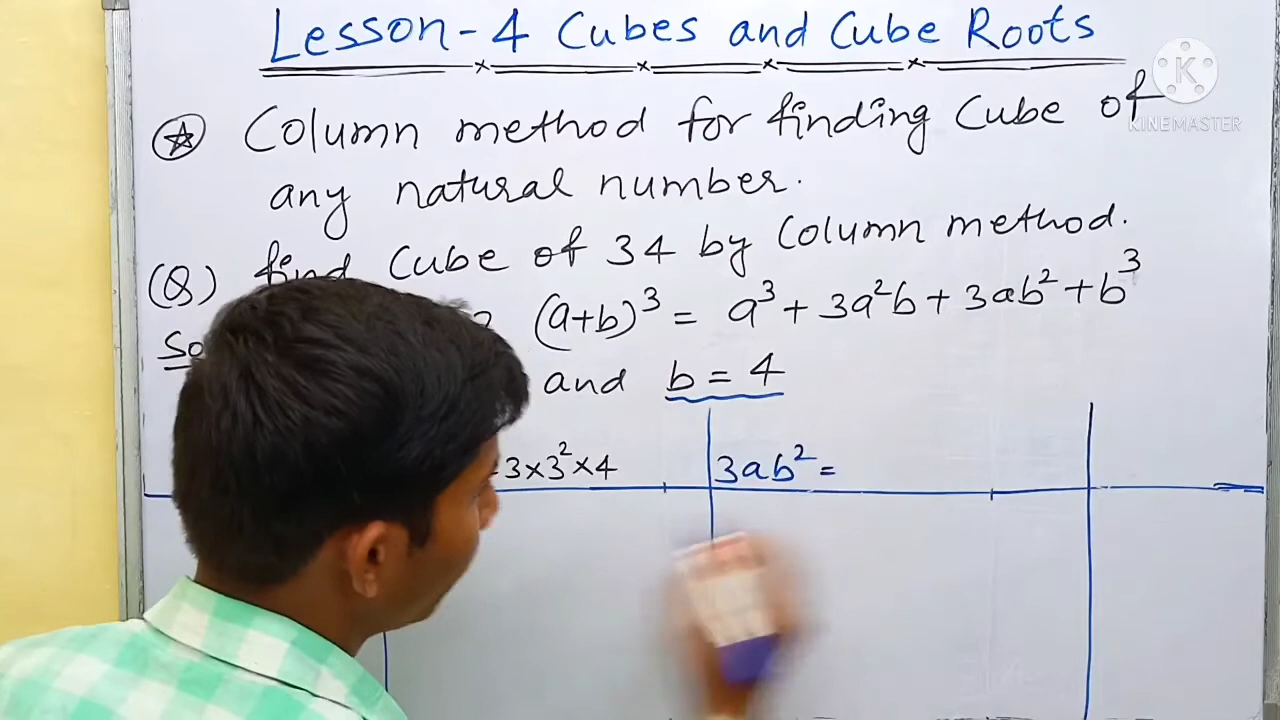 Lesson-4 Cubes and Cube Roots
K
KINEMASTER
Column method for finding Cube of
any natural number.
(Q) find Cube of 34 by Column method.
So (a+b)³ = a³ + 3a²b + 3ab² + b³
and b = 4
3×3²×4 3ab² =